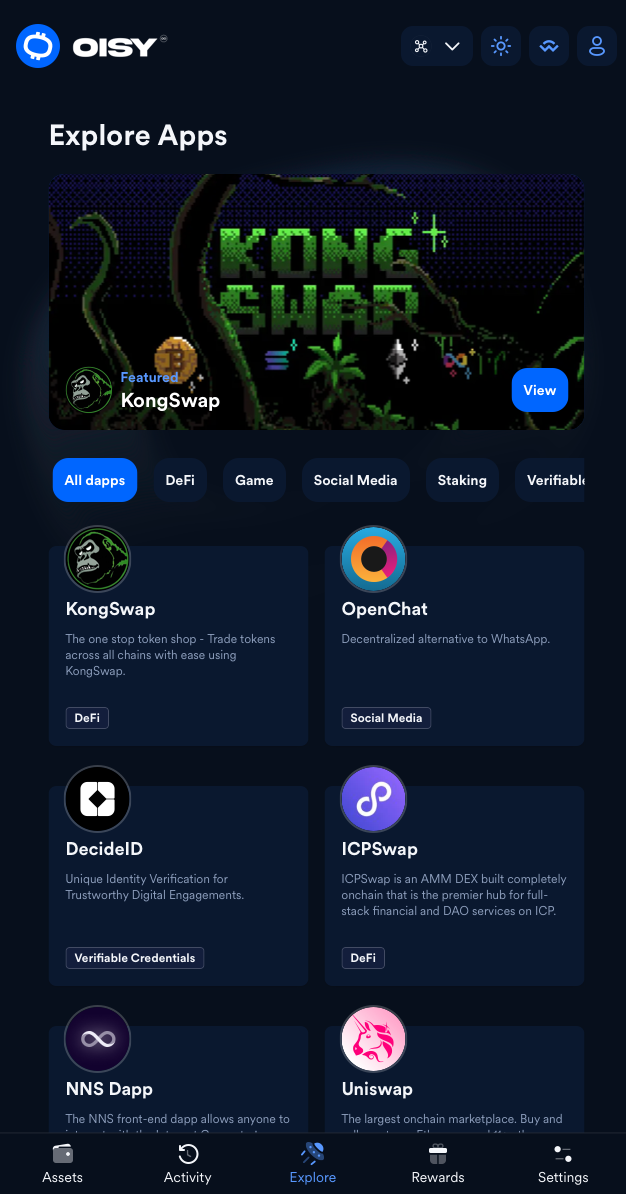 OISY
Explore Apps
KONG
SWAP
Featured
KongSwap
View
All dapps
DeFi
Game
Social Media
Staking
Verifiable
KongSwap
The one stop token shop - Trade tokens
across all chains with ease using
KongSwap.
DeFi
OpenChat
Decentralized alternative to WhatsApp.
Social Media
DecideID
Unique Identity Verification for
Trustworthy Digital Engagements.
Verifiable Credentials
ICPSwap
ICPSwap is an AMM DEX built completely
onchain that is the premier hub for full-
stack financial and DAO services on ICP.
DeFi
NNS Dapp
The NNS front-end dapp allows anyone to
Uniswap
The largest onchain marketplace. Buy and
Assets
Activity
Explore
Rewards
Settings